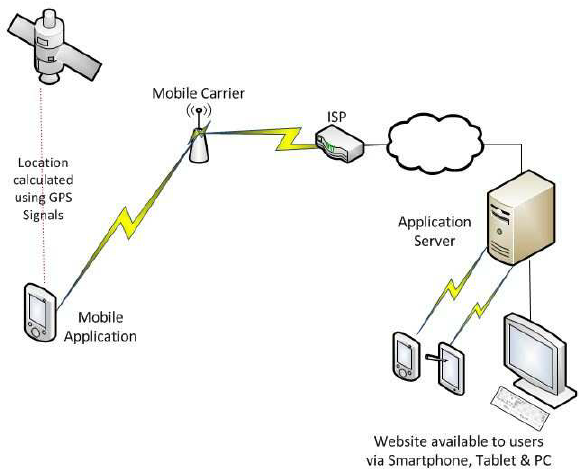 Mobile Carrier
ISP
Location
calculated
using GPS
Signals
Application
Server
Mobile
Application
Website available to users
via Smartphone, Tablet & PC